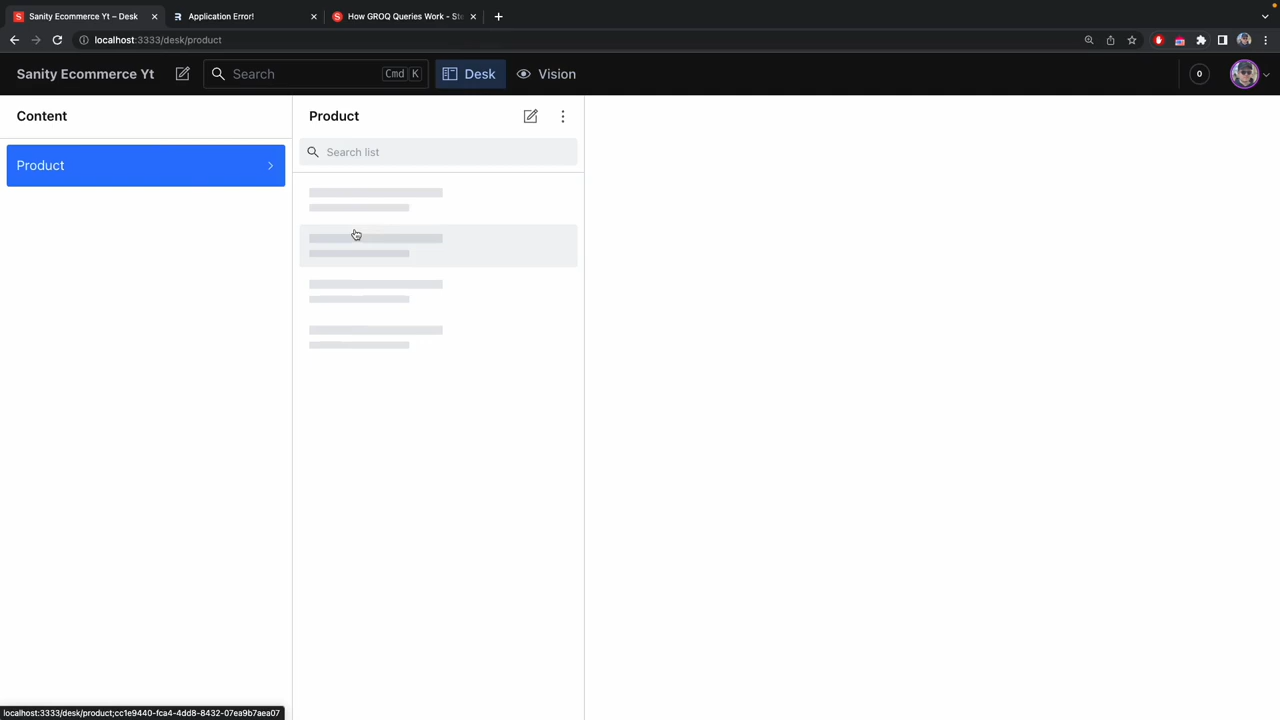 Sanity Ecommerce Yt – Desk
Application Error!
How GROQ Queries Work - Ste
localhost:3333/desk/product
Sanity Ecommerce Yt
Search
Cmd K
Desk
Vision
0
Content
Product
Product
Search list
localhost:3333/desk/product;cc1e9440-fca4-4dd8-8432-07ea9b7aea07